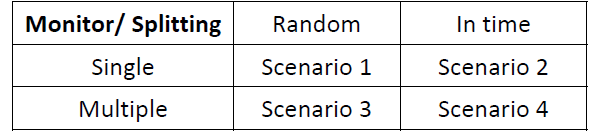 Monitor/ Splitting Random In time
Single Scenario 1 Scenario 2
Multiple Scenario 3 Scenario 4